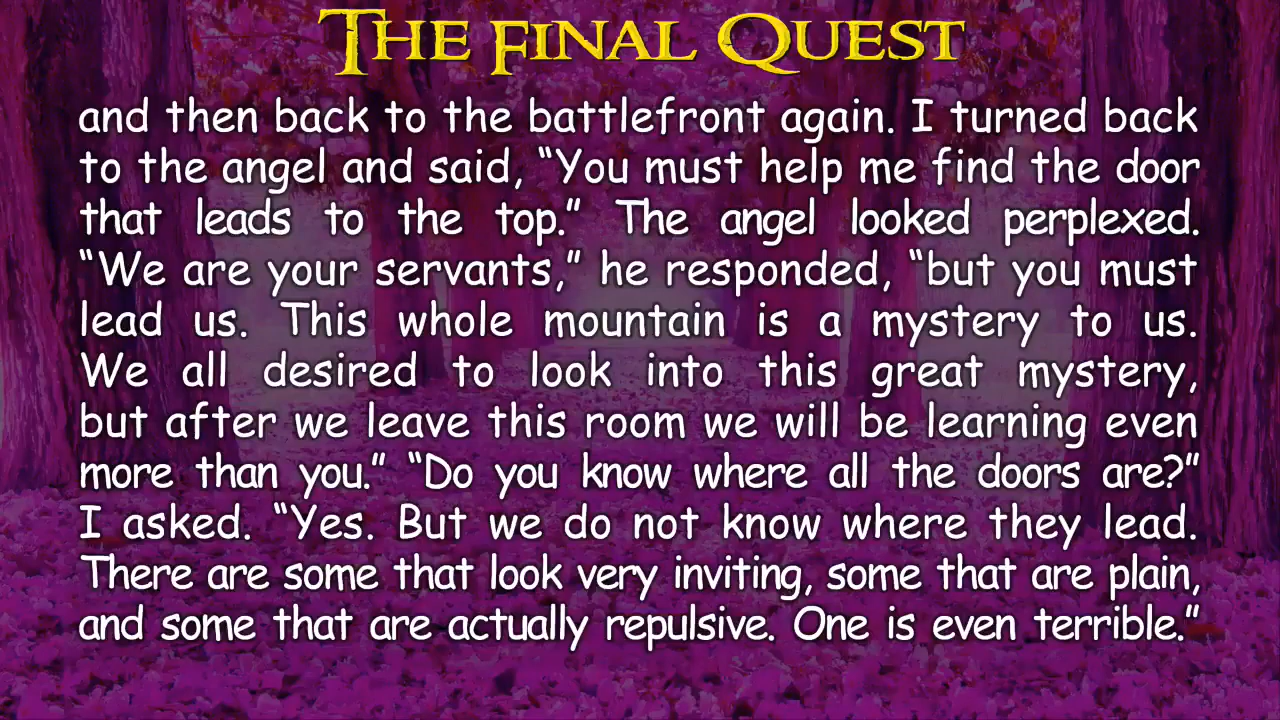 The Final Quest
and then back to the battlefront again. I turned back
to the angel and said, “You must help me find the door
that leads to the top.” The angel looked perplexed.
“We are your servants,” he responded, “but you must
lead us. This whole mountain is a mystery to us.
We all desired to look into this great mystery,
but after we leave this room we will be learning even
more than you.” “Do you know where all the doors are?”
I asked. “Yes. But we do not know where they lead.
There are some that look very inviting, some that are plain,
and some that are actually repulsive. One is even terrible.”